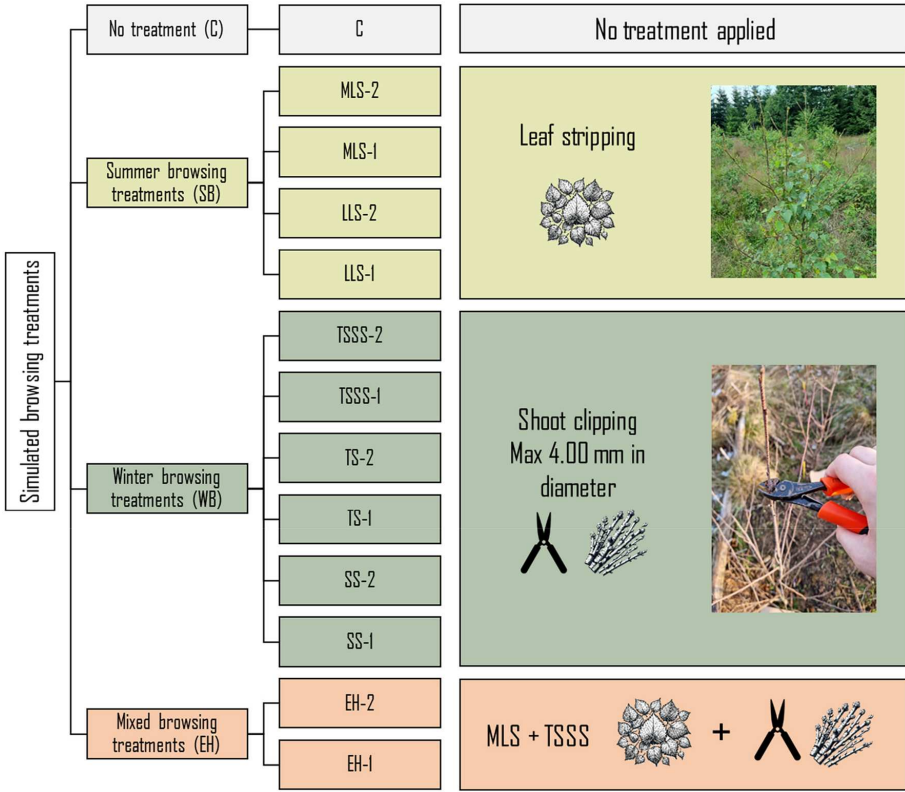 No treatment (C)
C
No treatment applied
Simulated browsing treatments
Summer browsing
treatments (SB)
MLS-2
MLS-1
LLS-2
LLS-1
Leaf stripping
Winter browsing
treatments (WB)
TSSS-2
TSSS-1
TS-2
TS-1
SS-2
SS-1
Shoot clipping
Max 4.00 mm in
diameter
Mixed browsing
treatments (EH)
EH-2
EH-1
MLS + TSSS
+